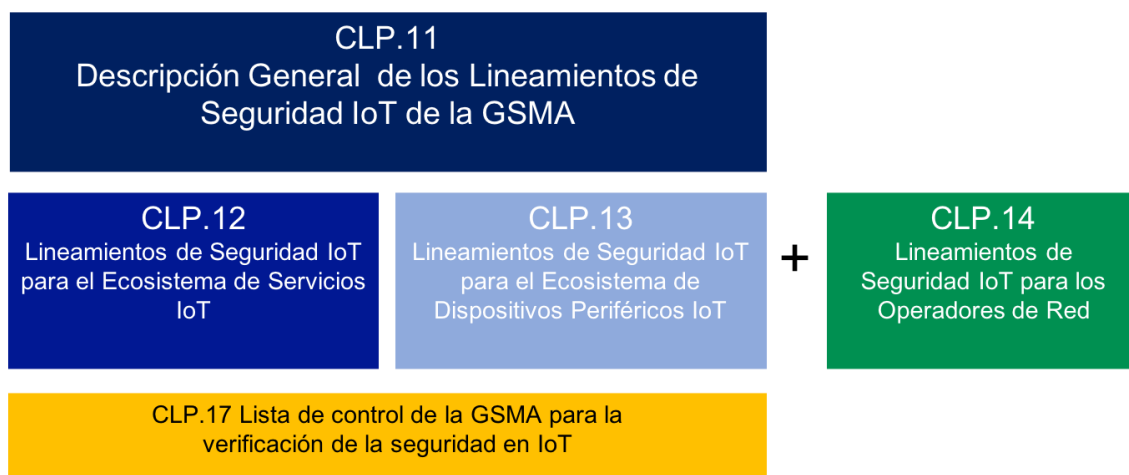 CLP.11
Descripción General de los Lineamientos de
Seguridad IoT de la GSMA
CLP.12
Lineamientos de Seguridad IoT
para el Ecosistema de Servicios
IoT
CLP.13
Lineamientos de Seguridad IoT
para el Ecosistema de
Dispositivos Periféricos IoT
+
CLP.14
Lineamientos de
Seguridad IoT para los
Operadores de Red
CLP.17 Lista de control de la GSMA para la
verificación de la seguridad en IoT